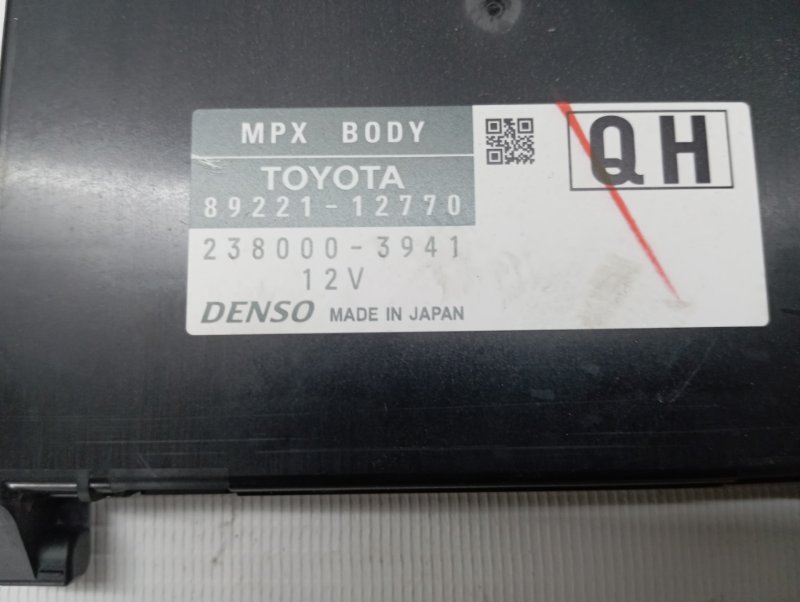 MPX BODY
TOYOTA
89221-12770
238000-3941
12V
DENSO MADE IN JAPAN
QH